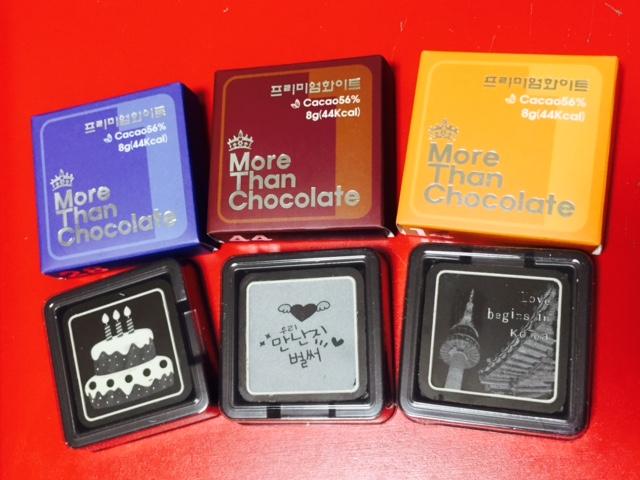 프리미엄화이트
Cacao56%
8g(44Kcal)
More
Than
Chocolate
프리미엄화이트
Cacao56%
8g(44Kcal)
More
Than
Chocolate
프리미엄화이트
Cacao56%
8g(44Kcal)
More
Than
Chocolate
44
우리
만난지
벌써
love
begins in
Korea